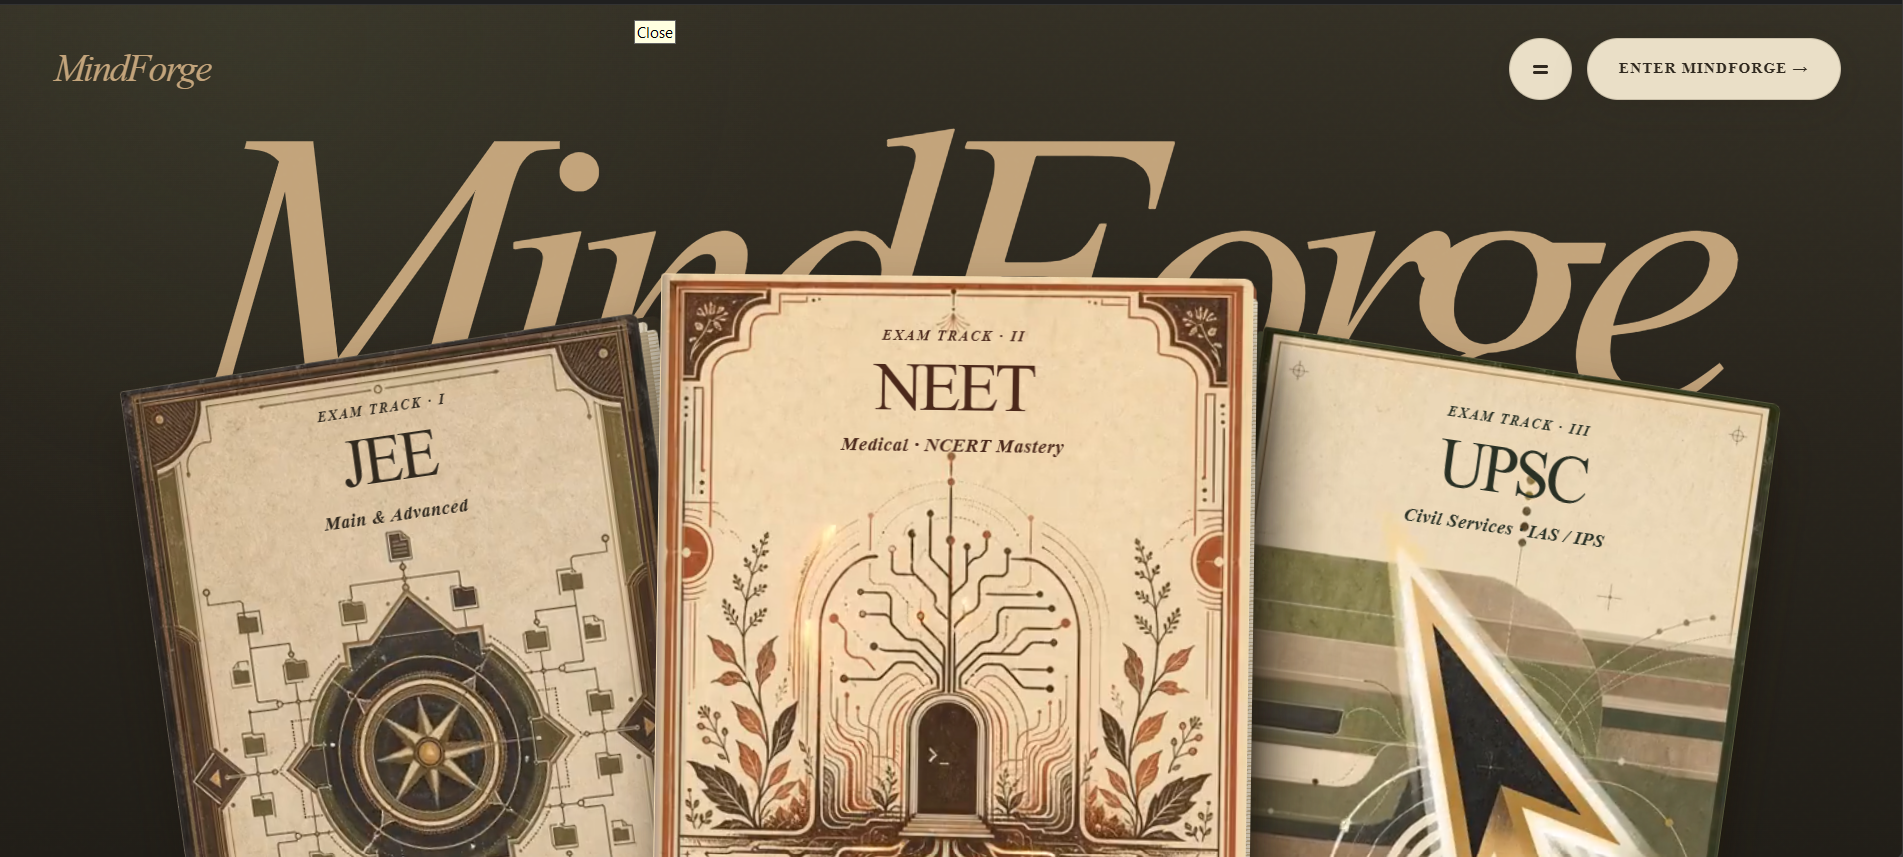 Close
MindForge
=
ENTER MINDFORGE →
MindForge
EXAM TRACK · I
JEE
Main & Advanced
EXAM TRACK · II
NEET
Medical · NCERT Mastery
>_
EXAM TRACK · III
UPSC
Civil Services · IAS / IPS